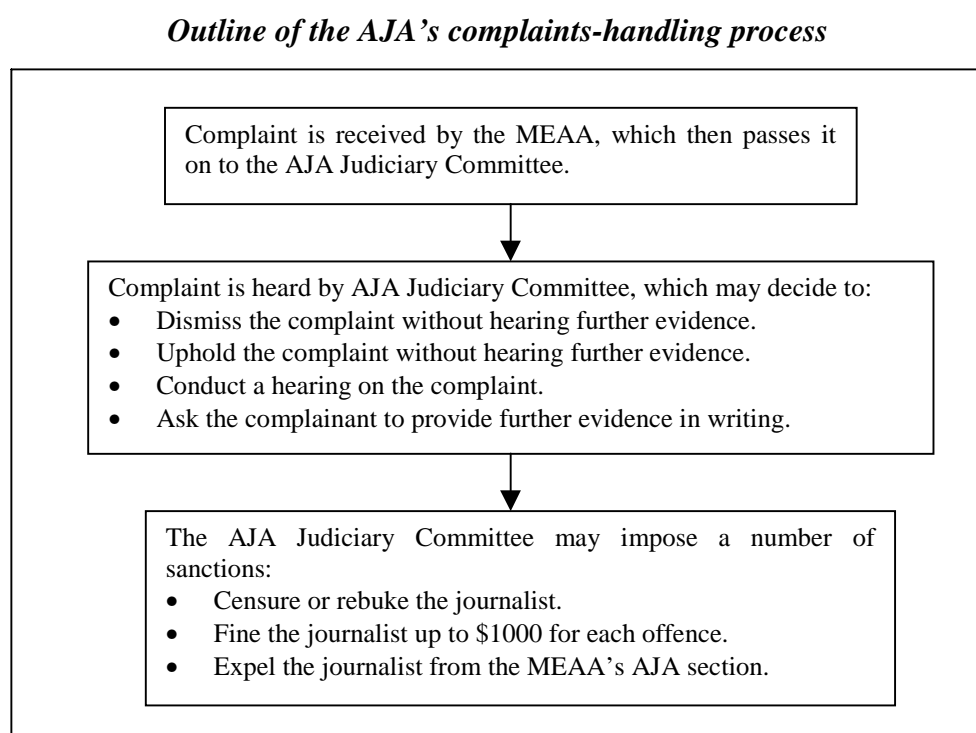 Outline of the AJA’s complaints-handling process
Complaint is received by the MEAA, which then passes it
on to the AJA Judiciary Committee.
Complaint is heard by AJA Judiciary Committee, which may decide to:
• Dismiss the complaint without hearing further evidence.
• Uphold the complaint without hearing further evidence.
• Conduct a hearing on the complaint.
• Ask the complainant to provide further evidence in writing.
The AJA Judiciary Committee may impose a number of
sanctions:
• Censure or rebuke the journalist.
• Fine the journalist up to $1000 for each offence.
• Expel the journalist from the MEAA’s AJA section.